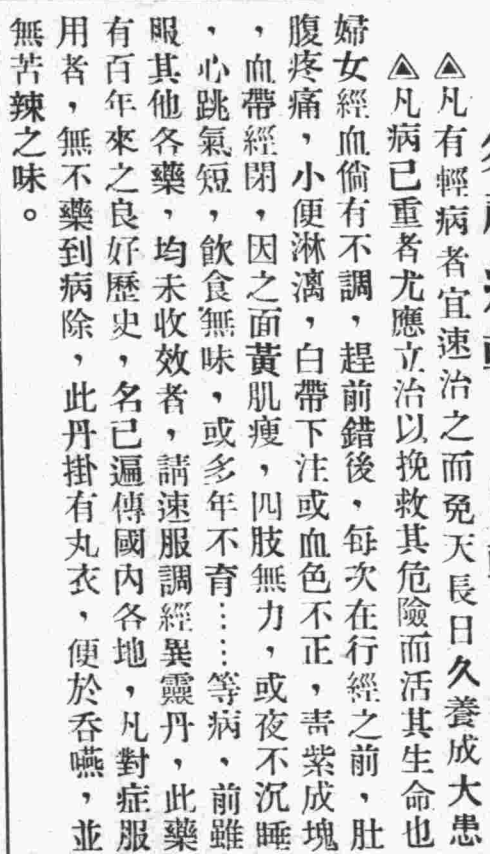 ▲凡有輕病者宜速治之而免天長日久養成大患
▲凡病已重者尤應立治以挽救其危險而活其生命也
婦女經血倘有不調，趕前錯後，每次在行經之前，肚
腹疼痛，小便淋漓，白帶下注或血色不正，靑紫成塊
，血帶經閉，因之面黃肌瘦，四肢無力，或夜不沉睡
，心跳氣短，飲食無味，或多年不育……等病，前雖
服其他各藥，均未收效者，請速服調經異靈丹，此藥
有百年來之良好歷史，名已遍傳國內各地，凡對症服
用者，無不藥到病除，此丹掛有丸衣，便於吞嚥，並
無苦辣之味。